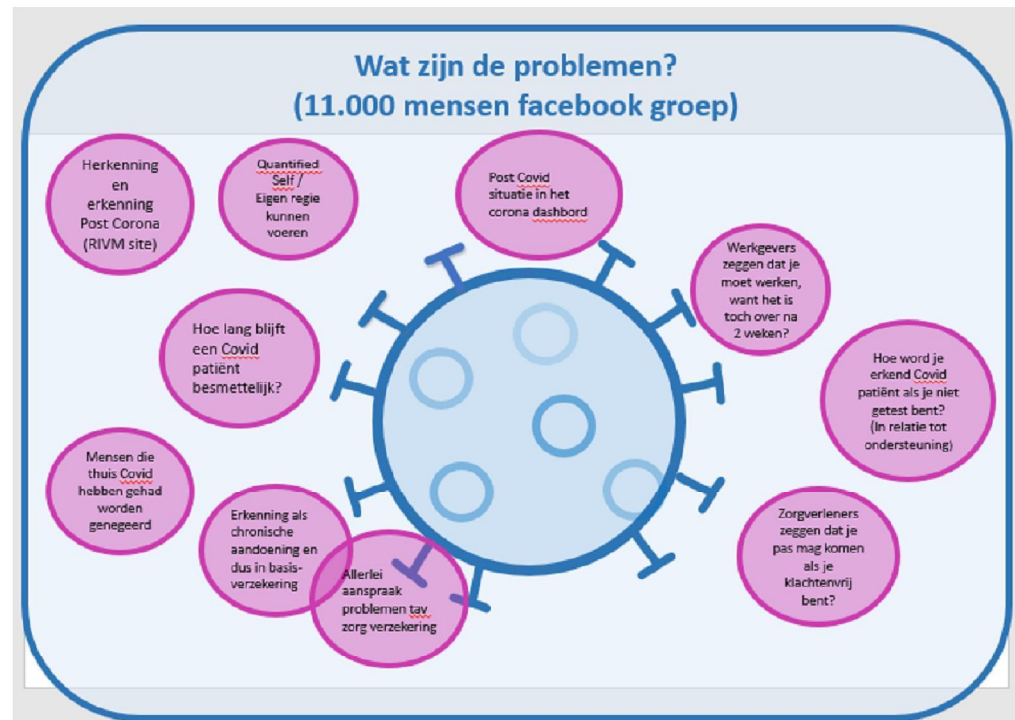 Wat zijn de problemen?
(11.000 mensen facebook groep)
Herkenning
en
erkenning
Post Corona
(RIVM site)
Quantified
Self /
Eigen regie
kunnen
voeren
Post Covid
situatie in het
corona dashbord
Werkgevers
zeggen dat je
moet werken,
want het is
toch over na
2 weken?
Hoe lang blijft
een Covid
patiënt
besmettelijk?
Hoe word je
erkend Covid
patiënt als je niet
getest bent?
(In relatie tot
ondersteuning)
Mensen die
thuis Covid
hebben gehad
worden
genegeerd
Erkenning als
chronische
aandoening en
dus in basis-
verzekering
Allerlei
aanspraak
problemen tav
zorg verzekering
Zorgverleners
zeggen dat je
pas mag komen
als je
klachtenvrij
bent?